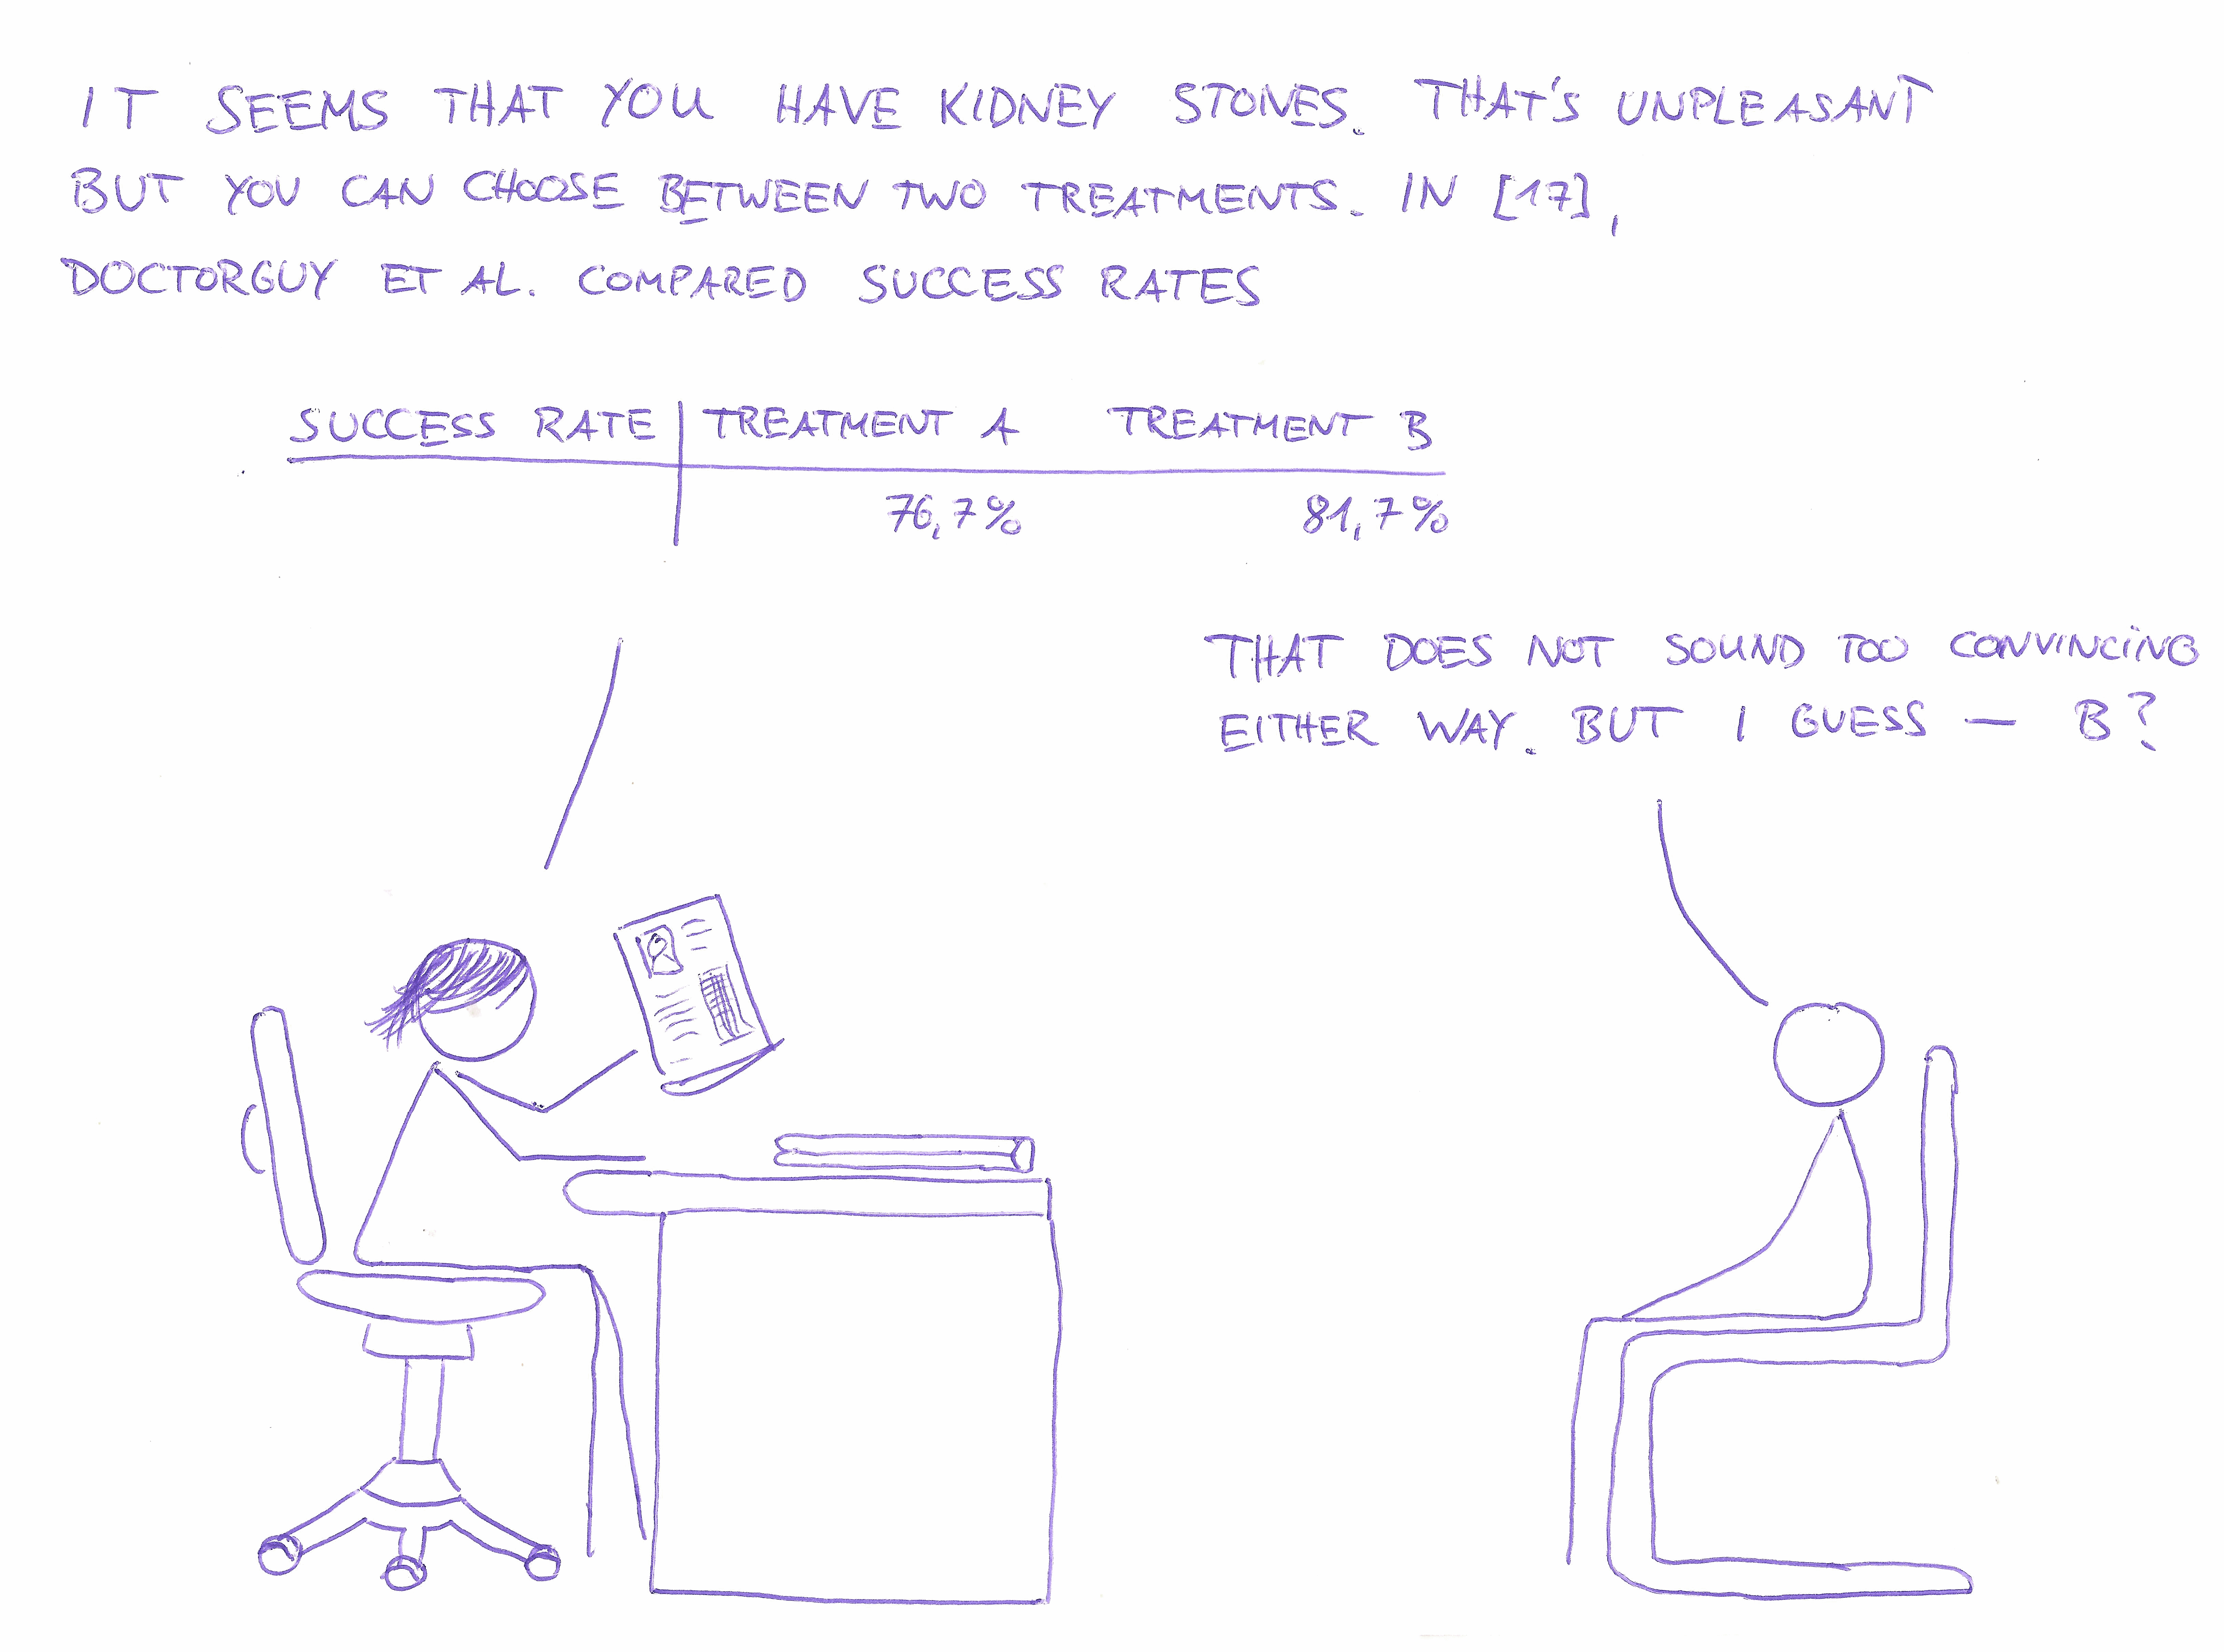 IT SEEMS THAT YOU HAVE KIDNEY STONES. THAT'S UNPLEASANT
BUT YOU CAN CHOOSE BETWEEN TWO TREATMENTS. IN [17],
DOCTORGUY ET AL. COMPARED SUCCESS RATES
SUCCESS RATE TREATMENT A TREATMENT B
76,7% 81,7%
THAT DOES NOT SOUND TOO CONVINCING
EITHER WAY. BUT I GUESS — B?